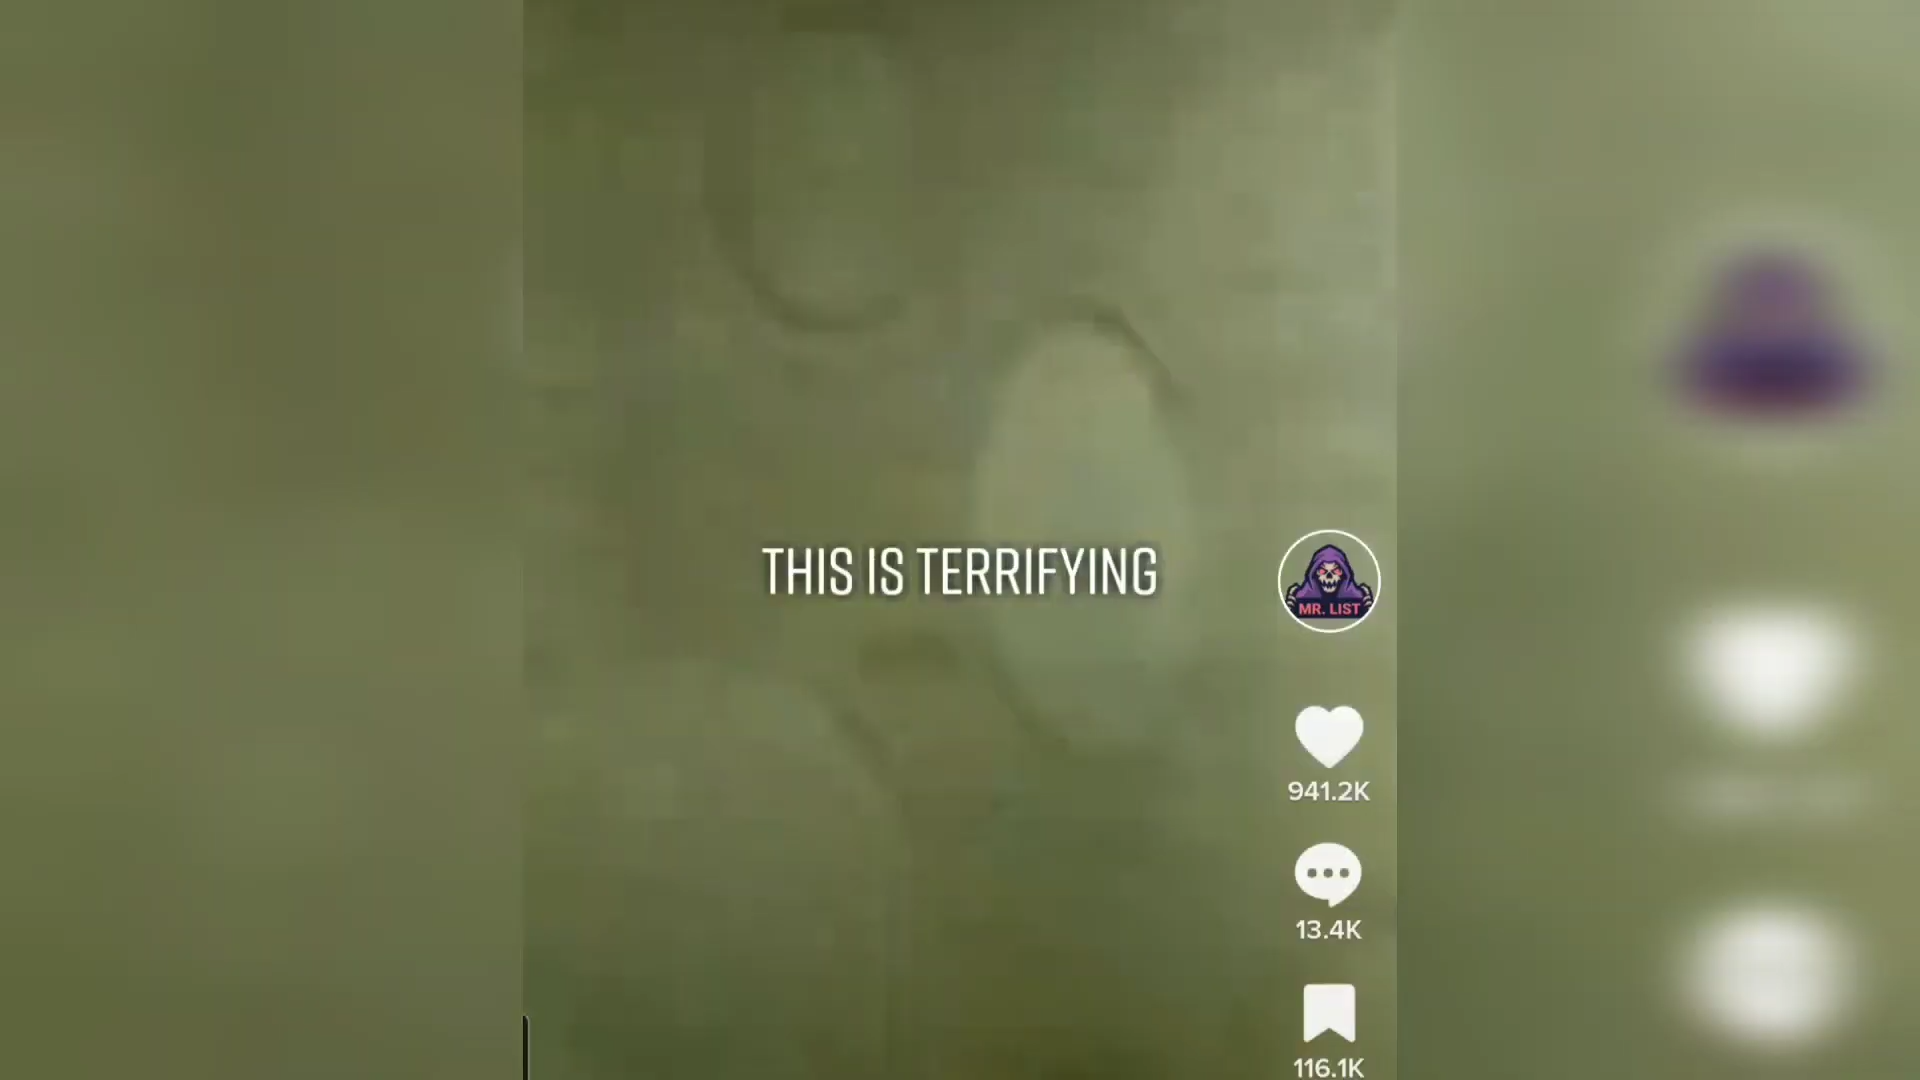 THIS IS TERRIFYING
MR. LIST
941.2K
13.4K
116.1K